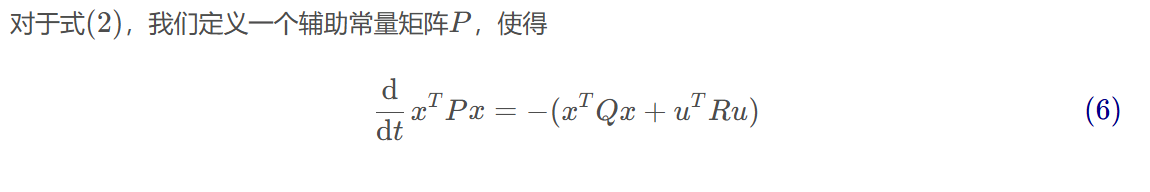 对于式(2)，我们定义一个辅助常量矩阵P，使得
d/dt x^T P x = −(x^T Q x + u^T R u) (6)